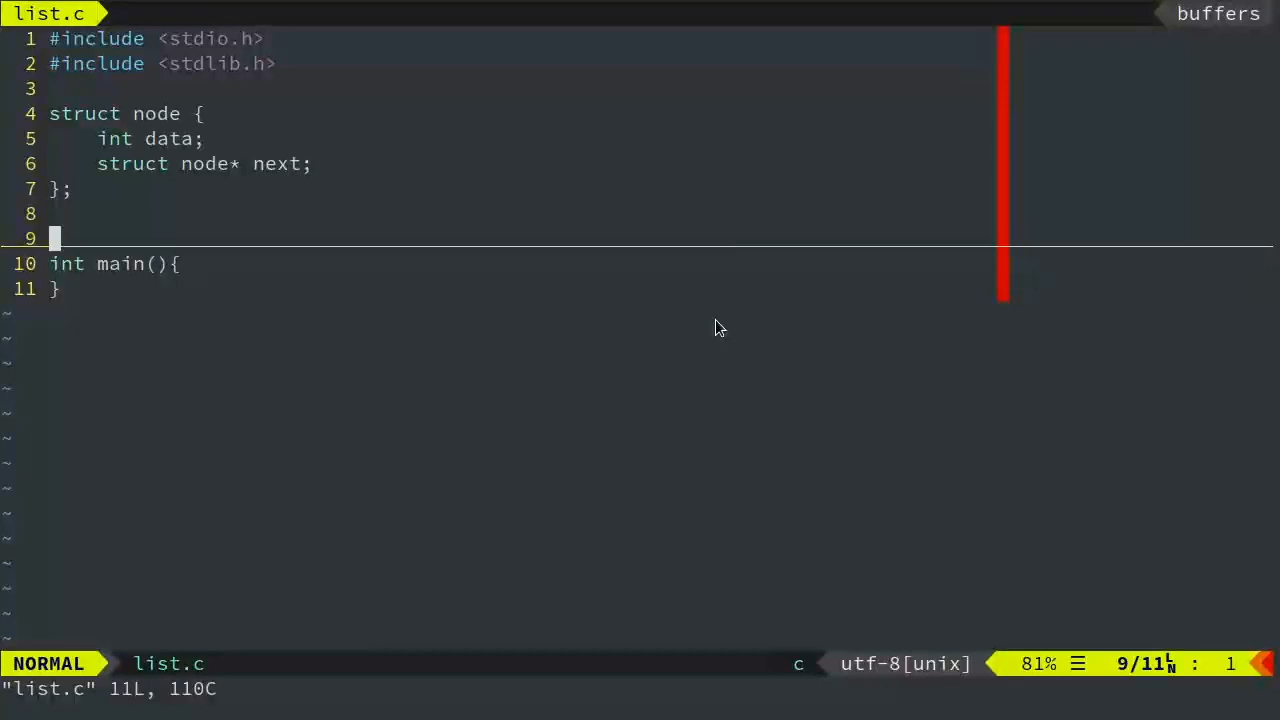 list.c buffers
1 #include <stdio.h>
2 #include <stdlib.h>
3
4 struct node {
5     int data;
6     struct node* next;
7 };
8
9
10 int main(){
11 }
~
~
~
~
~
~
~
~
~
~
~
~
~
~
NORMAL list.c c utf-8[unix] 81% ☰ 9/11 LN : 1
"list.c" 11L, 110C